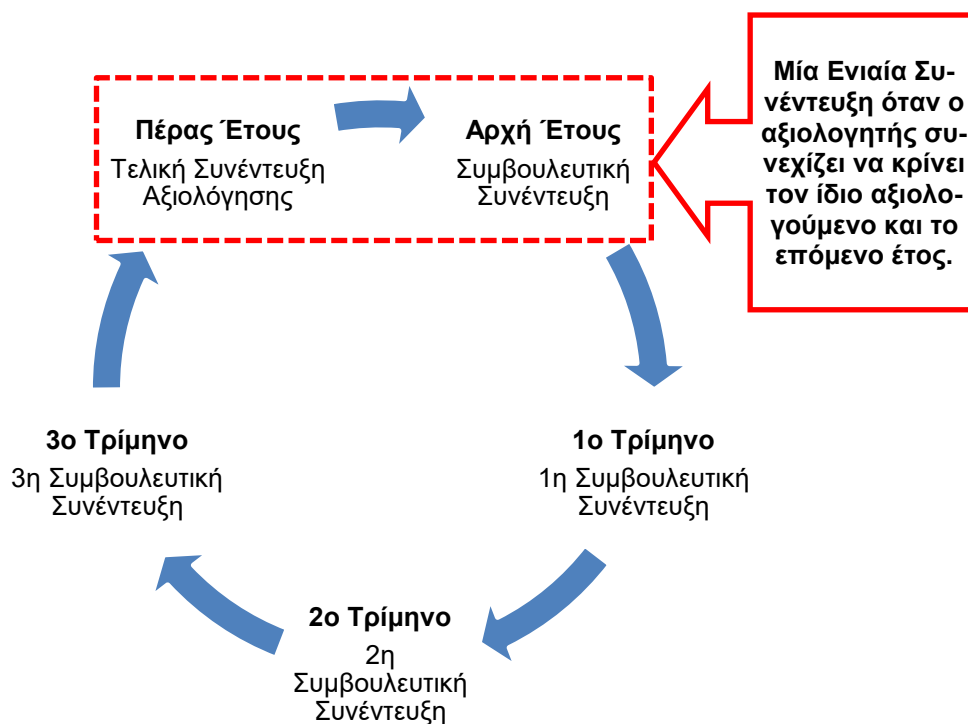 Πέρας Έτους
Τελική Συνέντευξη
Αξιολόγησης
Αρχή Έτους
Συμβουλευτική
Συνέντευξη
Μία Ενιαία Συ-
νέντευξη όταν ο
αξιολογητής συ-
νεχίζει να κρίνει
τον ίδιο αξιολο-
γούμενο και το
επόμενο έτος.
1ο Τρίμηνο
1η Συμβουλευτική
Συνέντευξη
2ο Τρίμηνο
2η
Συμβουλευτική
Συνέντευξη
3ο Τρίμηνο
3η Συμβουλευτική
Συνέντευξη